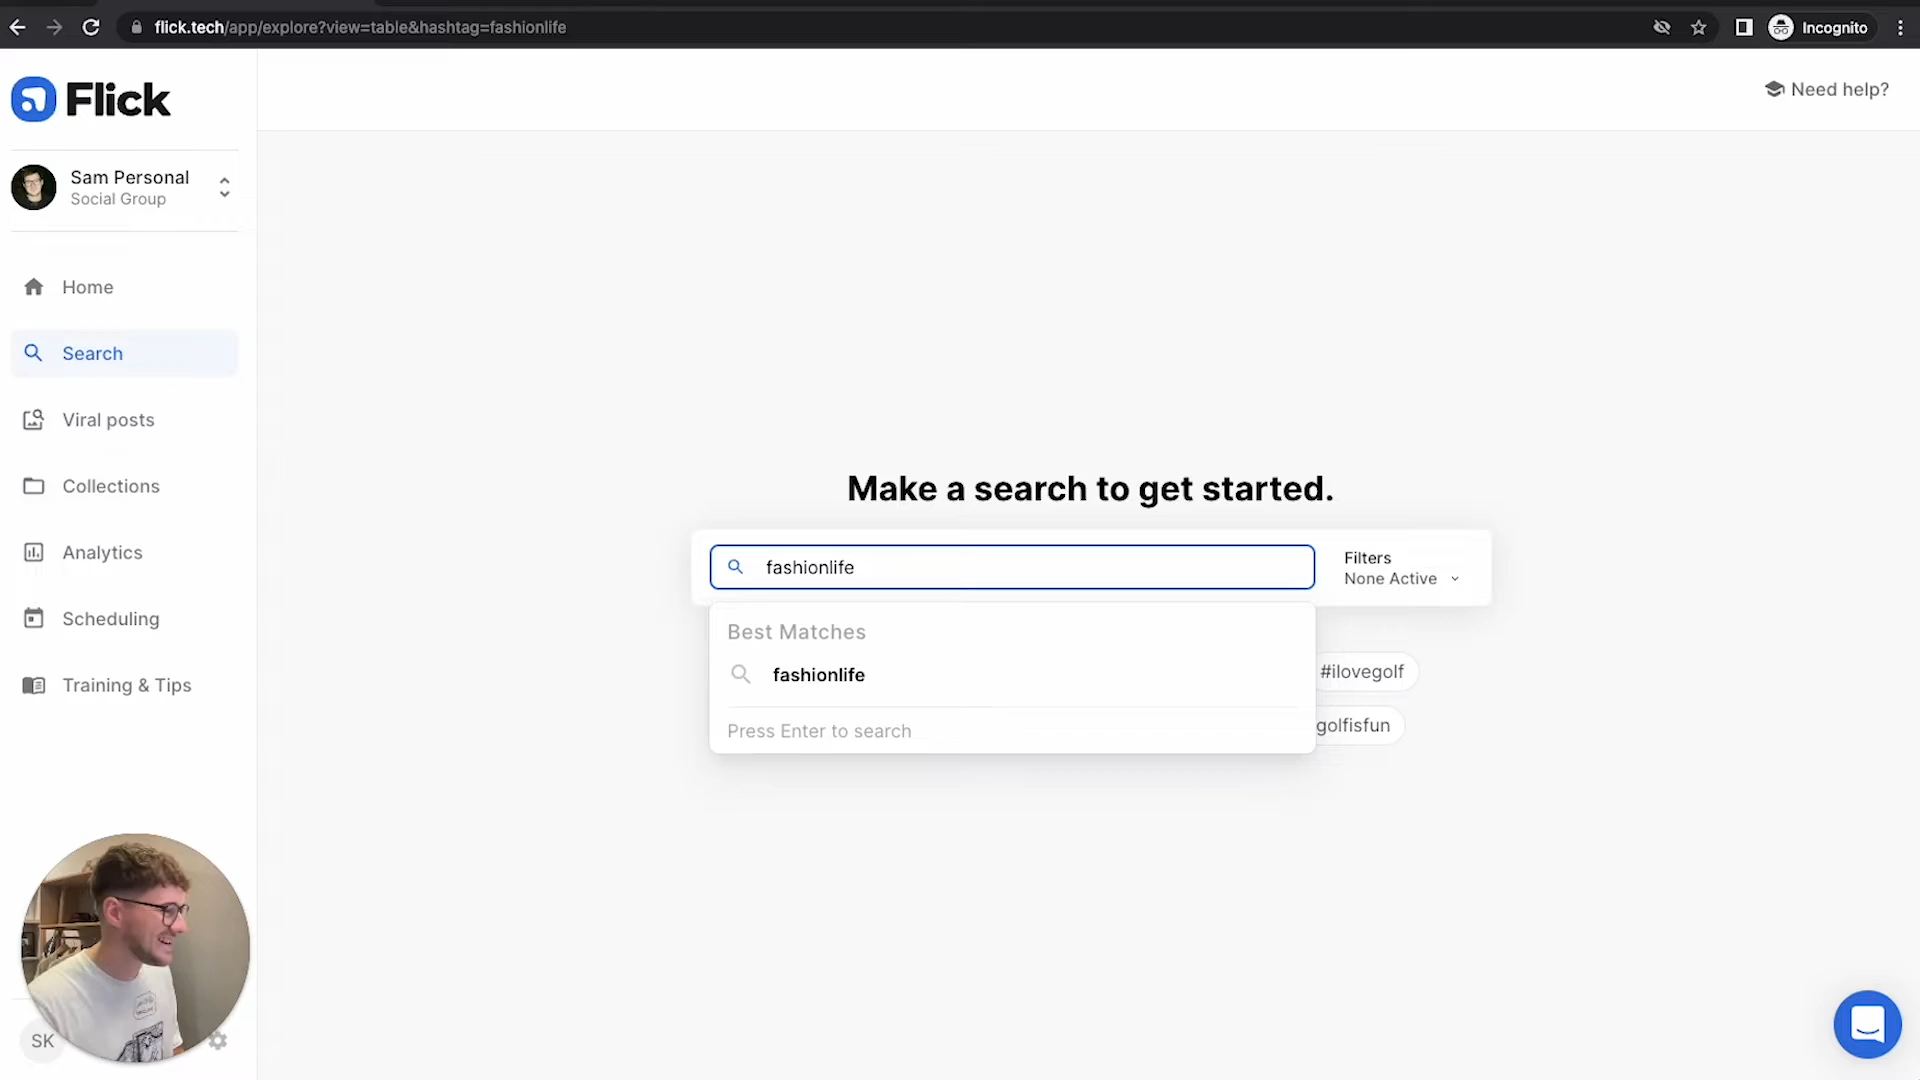 flick.tech/app/explore?view=table&hashtag=fashionlife
Incognito
Flick
Need help?
Sam Personal
Social Group
Home
Search
Viral posts
Collections
Analytics
Scheduling
Training & Tips
SK
Make a search to get started.
fashionlife
Filters
None Active
Best Matches
fashionlife
Press Enter to search
#ilovegolf
golfisfun